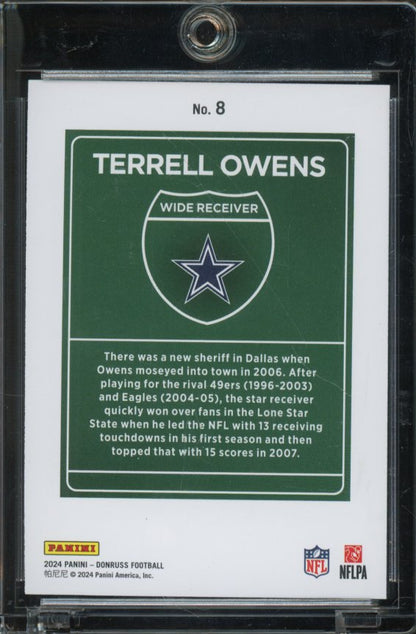 No. 8
TERRELL OWENS
WIDE RECEIVER
There was a new sheriff in Dallas when
Owens moseyed into town in 2006. After
playing for the rival 49ers (1996-2003)
and Eagles (2004-05), the star receiver
quickly won over fans in the Lone Star
State when he led the NFL with 13 receiving
touchdowns in his first season and then
topped that with 15 scores in 2007.
PANINI
2024 PANINI – DONRUSS FOOTBALL
帕尼尼 © 2024 Panini America, Inc.
NFL
NFLPA